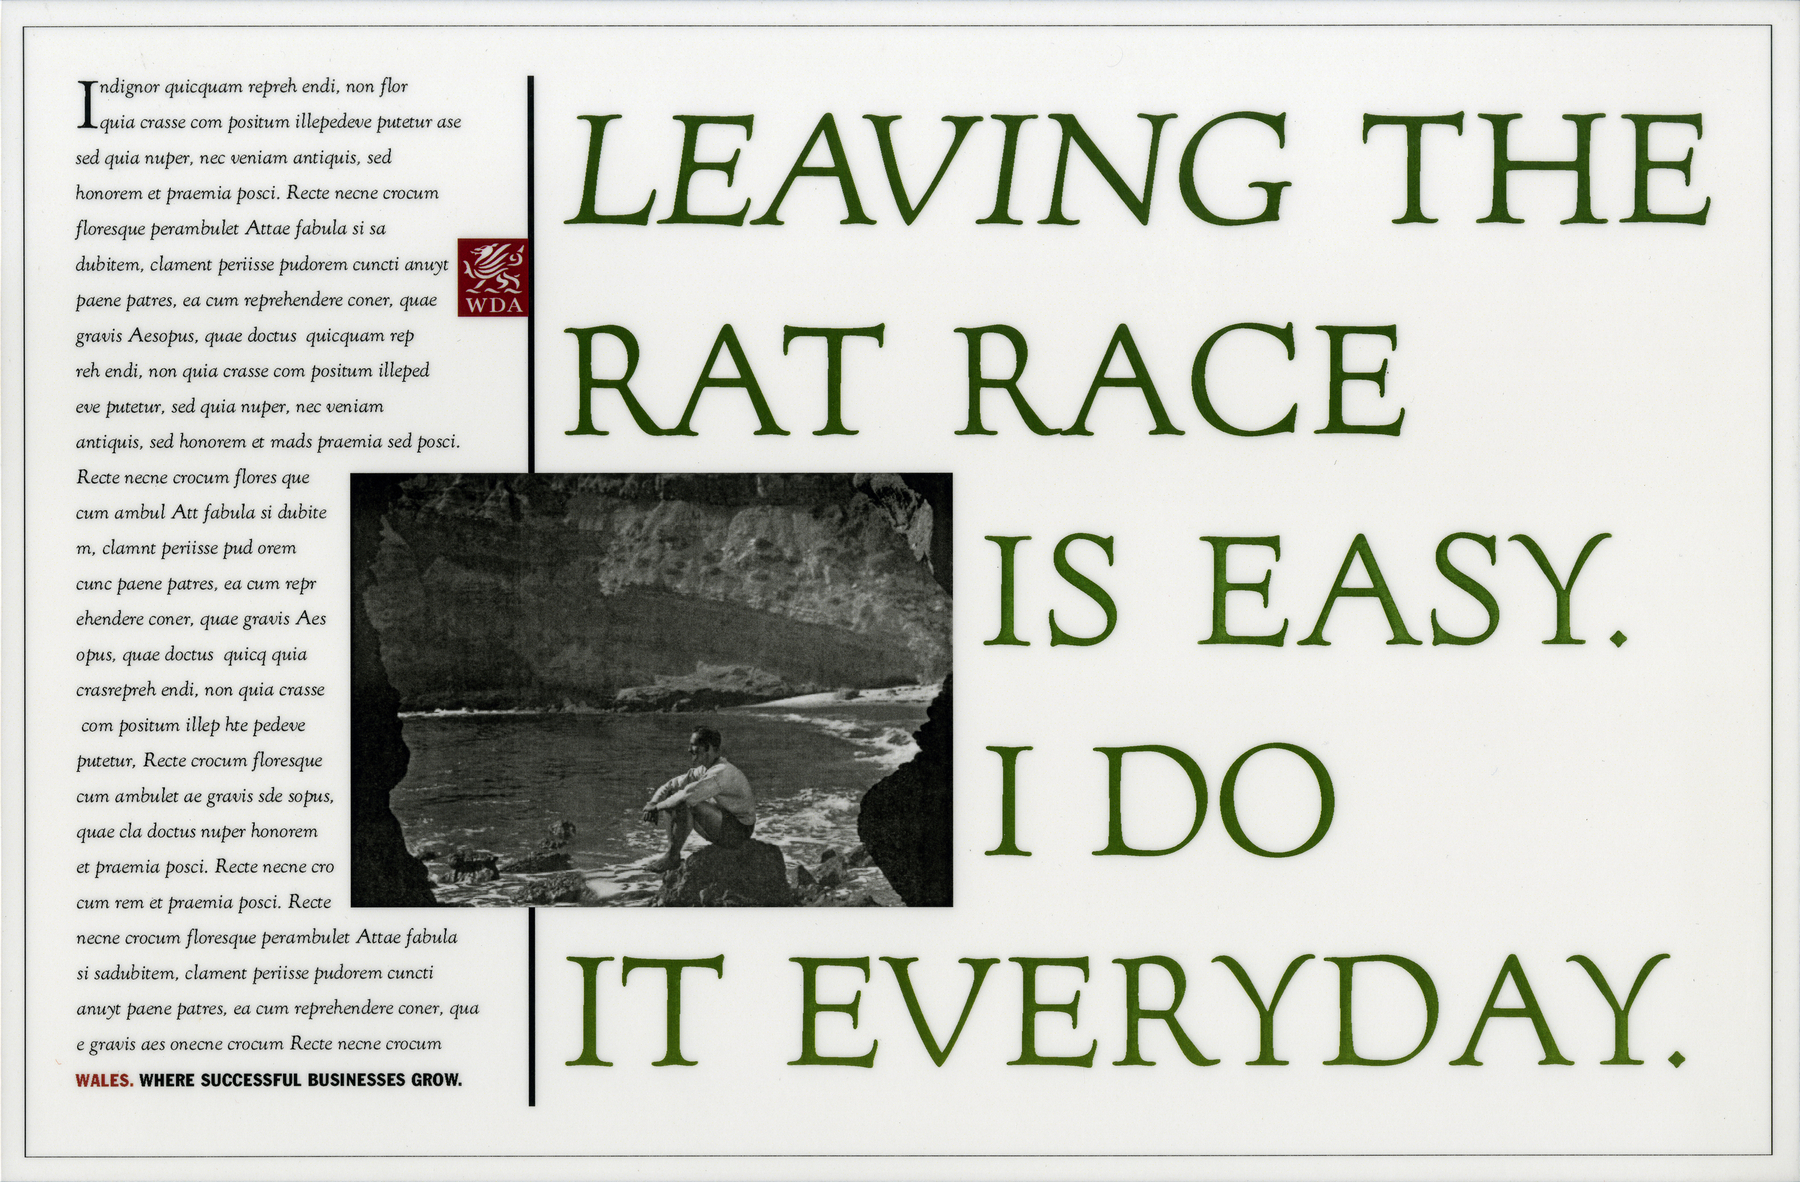 Indignor quicquam repreh endi, non flor
quia crasse com positum illepedeve putetur ase
sed quia nuper, nec veniam antiquis, sed
honorem et praemia posci. Recte necne crocum
floresque perambulet Attae fabula si sa
dubitem, clament periisse pudorem cuncti anuyt
paene patres, ea cum reprehendere coner, quae
gravis Aesopus, quae doctus quicquam rep
reh endi, non quia crasse com positum illeped
eve putetur, sed quia nuper, nec veniam
antiquis, sed honorem et mads praemia sed posci.
Recte necne crocum flores que
cum ambul Att fabula si dubite
m, clamnt periisse pud orem
cunc paene patres, ea cum repr
ehendere coner, quae gravis Aes
opus, quae doctus quicq quia
crasrepreh endi, non quia crasse
com positum illep hte pedeve
putetur, Recte crocum floresque
cum ambulet ae gravis sde sopus,
quae cla doctus nuper honorem
et praemia posci. Recte necne cro
cum rem et praemia posci. Recte
necne crocum floresque perambulet Attae fabula
si sadubitem, clament periisse pudorem cuncti
anuyt paene patres, ea cum reprehendere coner, qua
e gravis aes onecne crocum Recte necne crocum
WALES. WHERE SUCCESSFUL BUSINESSES GROW.
WDA
LEAVING THE
RAT RACE
IS EASY.
I DO
IT EVERYDAY.